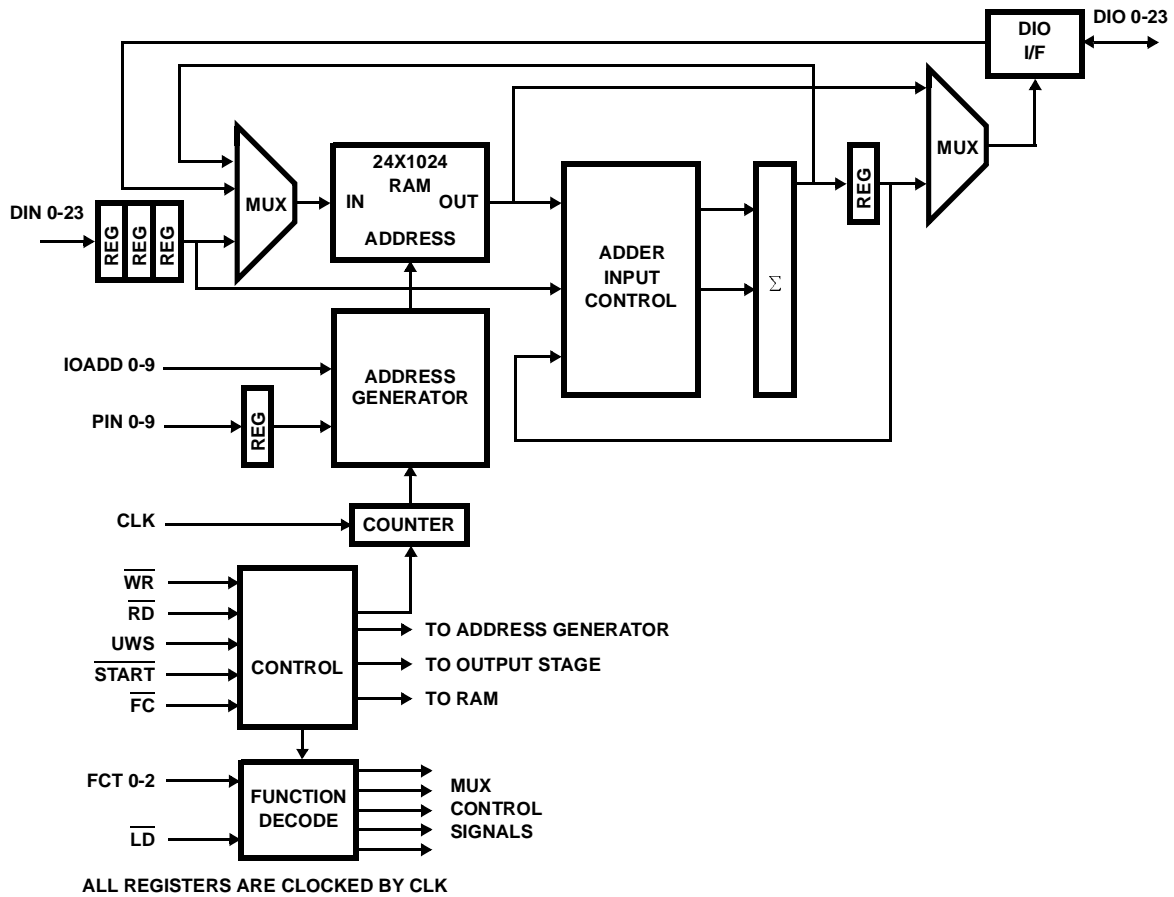 DIO 0-23
DIO
I/F
24X1024
RAM
IN
OUT
ADDRESS
MUX
MUX
REG
DIN 0-23
REG
REG
REG
ADDER
INPUT
CONTROL
Σ
IOADD 0-9
ADDRESS
GENERATOR
PIN 0-9
REG
CLK
COUNTER
WR
RD
UWS
START
FC
CONTROL
TO ADDRESS GENERATOR
TO OUTPUT STAGE
TO RAM
FCT 0-2
LD
FUNCTION
DECODE
MUX
CONTROL
SIGNALS
ALL REGISTERS ARE CLOCKED BY CLK